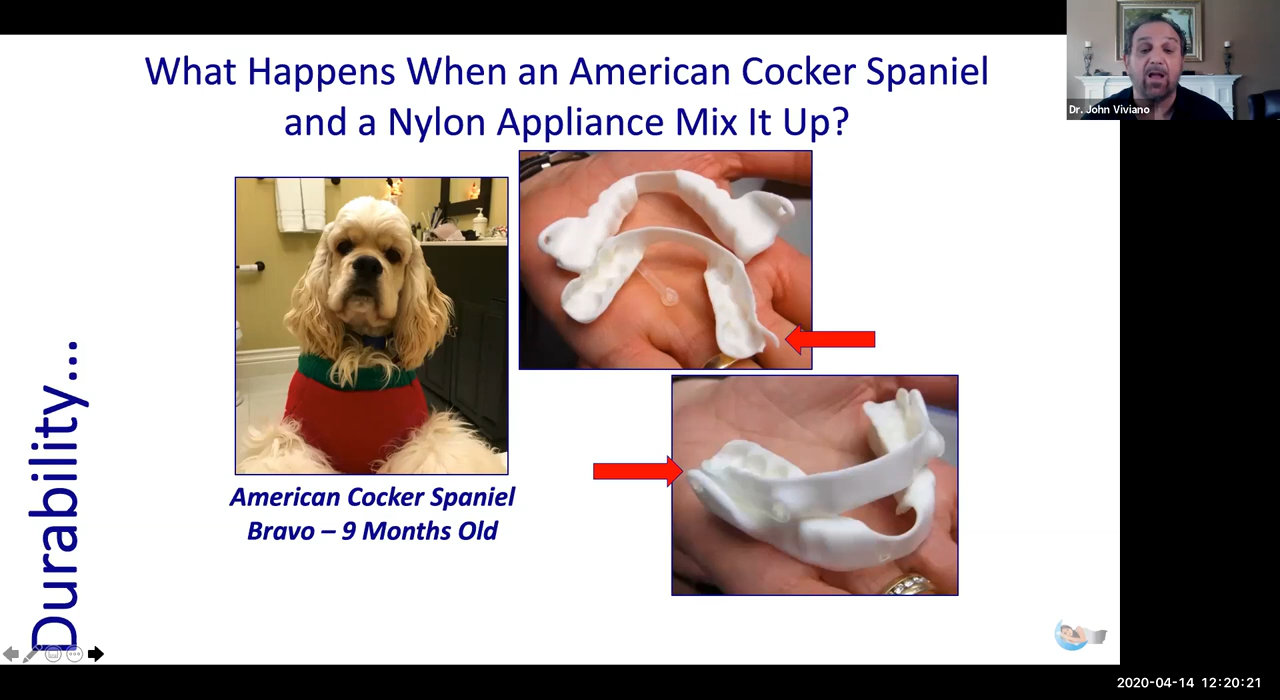 What Happens When an American Cocker Spaniel
and a Nylon Appliance Mix It Up?
Dr. John Viviano
Durability...
American Cocker Spaniel
Bravo – 9 Months Old
2020-04-14 12:20:21